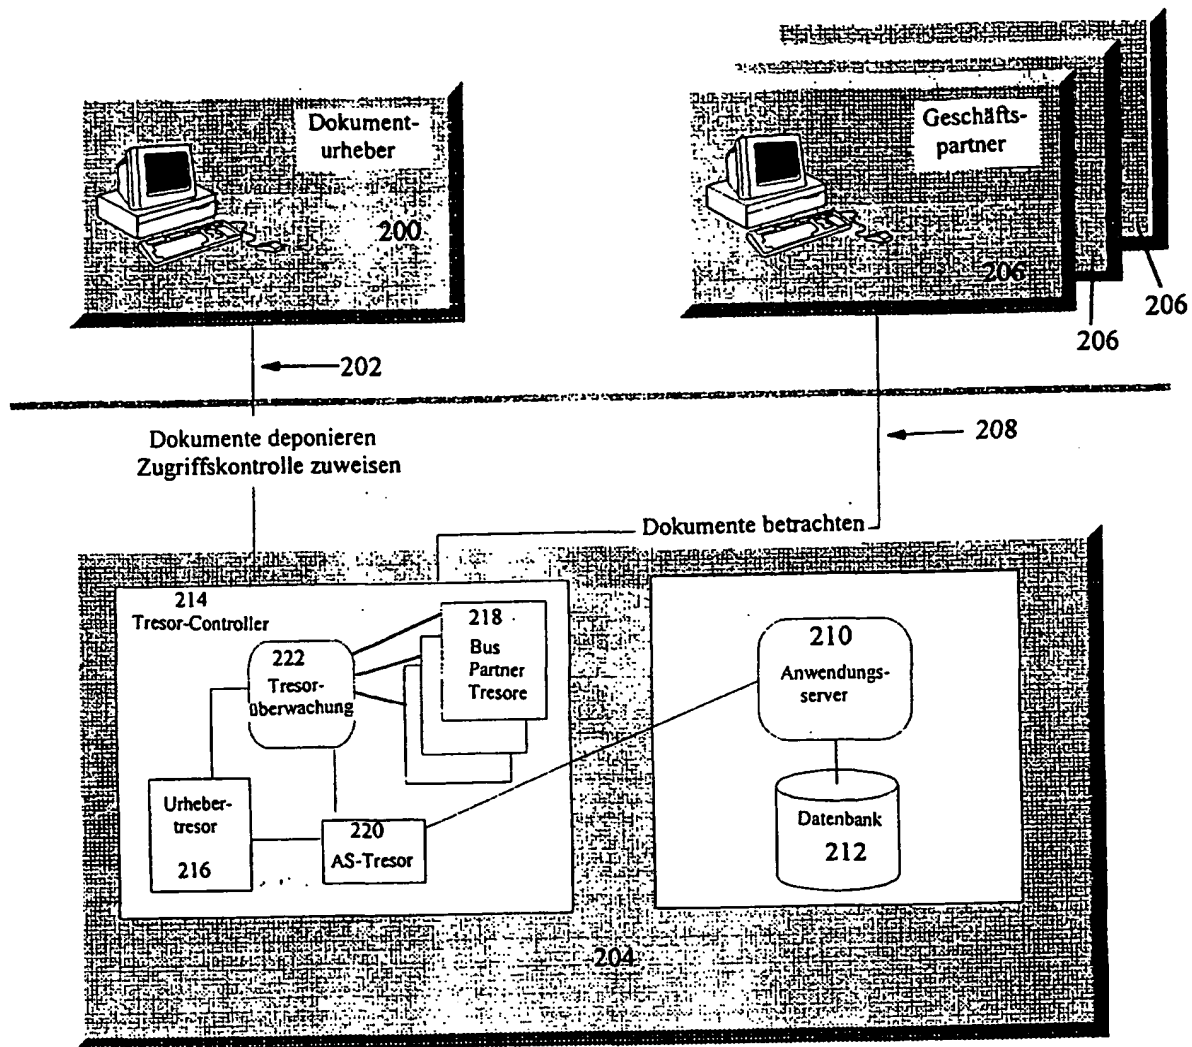 Dokument-
urheber
200
Geschäfts-
partner
206
206
206
202
208
Dokumente deponieren
Zugriffskontrolle zuweisen
Dokumente betrachten
214
Tresor-Controller
222
Tresor-
überwachung
218
Bus
Partner
Tresore
210
Anwendungs-
server
Urheber-
tresor
216
220
AS-Tresor
Datenbank
212
204